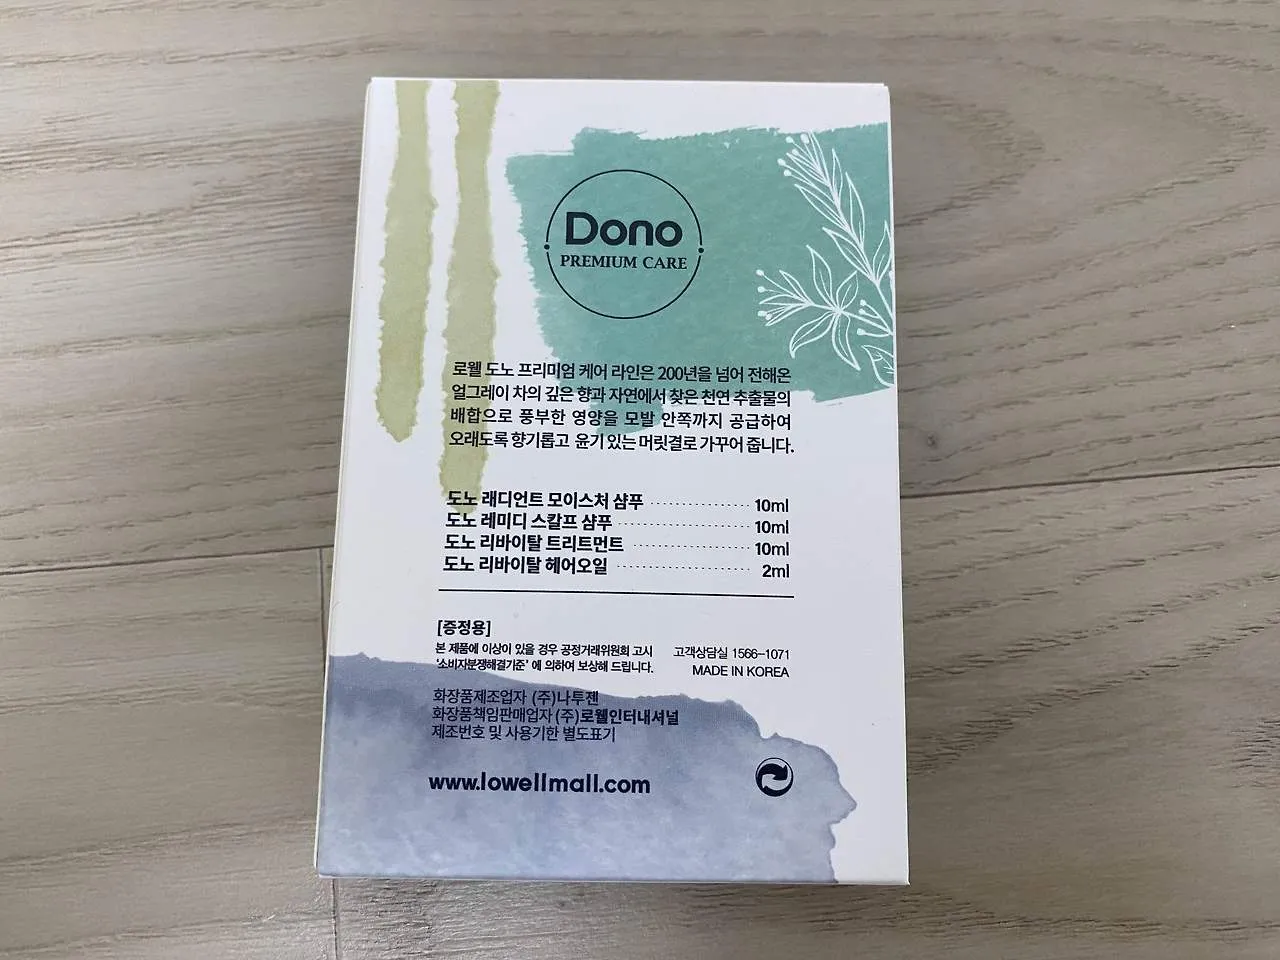 Dono
PREMIUM CARE
로웰 도노 프리미엄 케어 라인은 200년을 넘어 전해온
얼그레이 차의 깊은 향과 자연에서 찾은 천연 추출물의
배합으로 풍부한 영양을 모발 안쪽까지 공급하여
오래도록 향기롭고 윤기 있는 머릿결로 가꾸어 줍니다.
도노 래디언트 모이스처 샴푸 10ml
도노 레미디 스칼프 샴푸 10ml
도노 리바이탈 트리트먼트 10ml
도노 리바이탈 헤어오일 2ml
[증정용]
본 제품에 이상이 있을 경우 공정거래위원회 고시
'소비자분쟁해결기준' 에 의하여 보상해 드립니다.
고객상담실 1566-1071
MADE IN KOREA
화장품제조업자 (주)나투젠
화장품책임판매업자 (주)로웰인터내셔널
제조번호 및 사용기한 별도표기
www.lowellmall.com